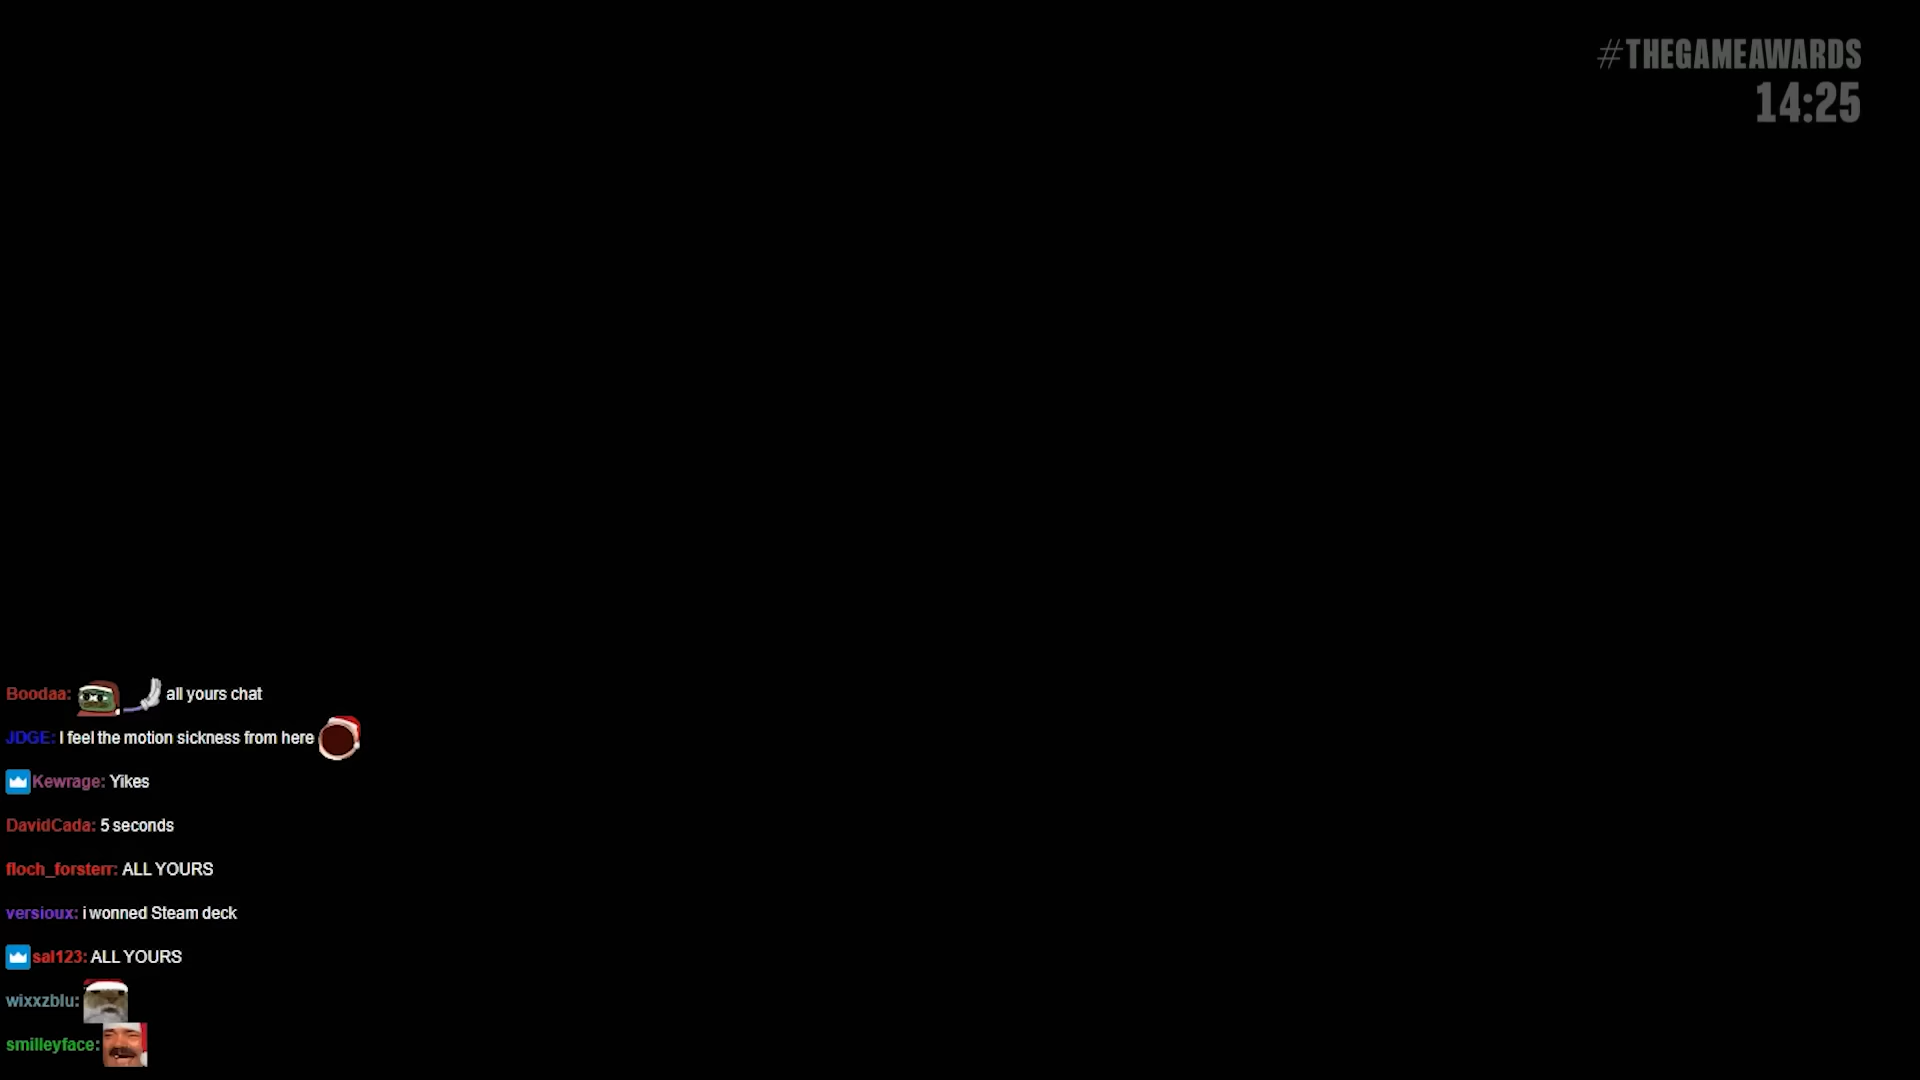 #THEGAMEAWARDS
14:25
Boodaa: all yours chat
JDGE: I feel the motion sickness from here
Kewrage: Yikes
DavidCada: 5 seconds
floch_forsterr: ALL YOURS
versioux: i wonned Steam deck
sal123: ALL YOURS
wixxzblu:
smilleyface: